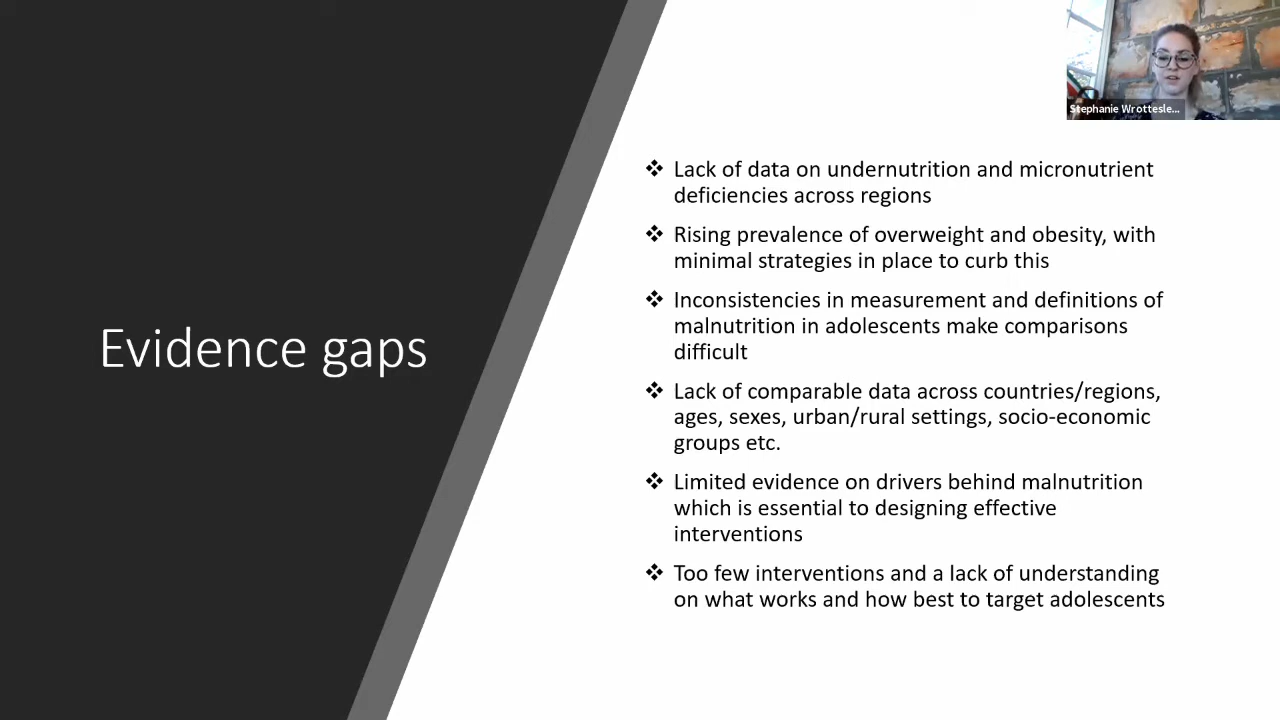 Stephanie Wrottesle...
Evidence gaps
❖ Lack of data on undernutrition and micronutrient
deficiencies across regions
❖ Rising prevalence of overweight and obesity, with
minimal strategies in place to curb this
❖ Inconsistencies in measurement and definitions of
malnutrition in adolescents make comparisons
difficult
❖ Lack of comparable data across countries/regions,
ages, sexes, urban/rural settings, socio-economic
groups etc.
❖ Limited evidence on drivers behind malnutrition
which is essential to designing effective
interventions
❖ Too few interventions and a lack of understanding
on what works and how best to target adolescents